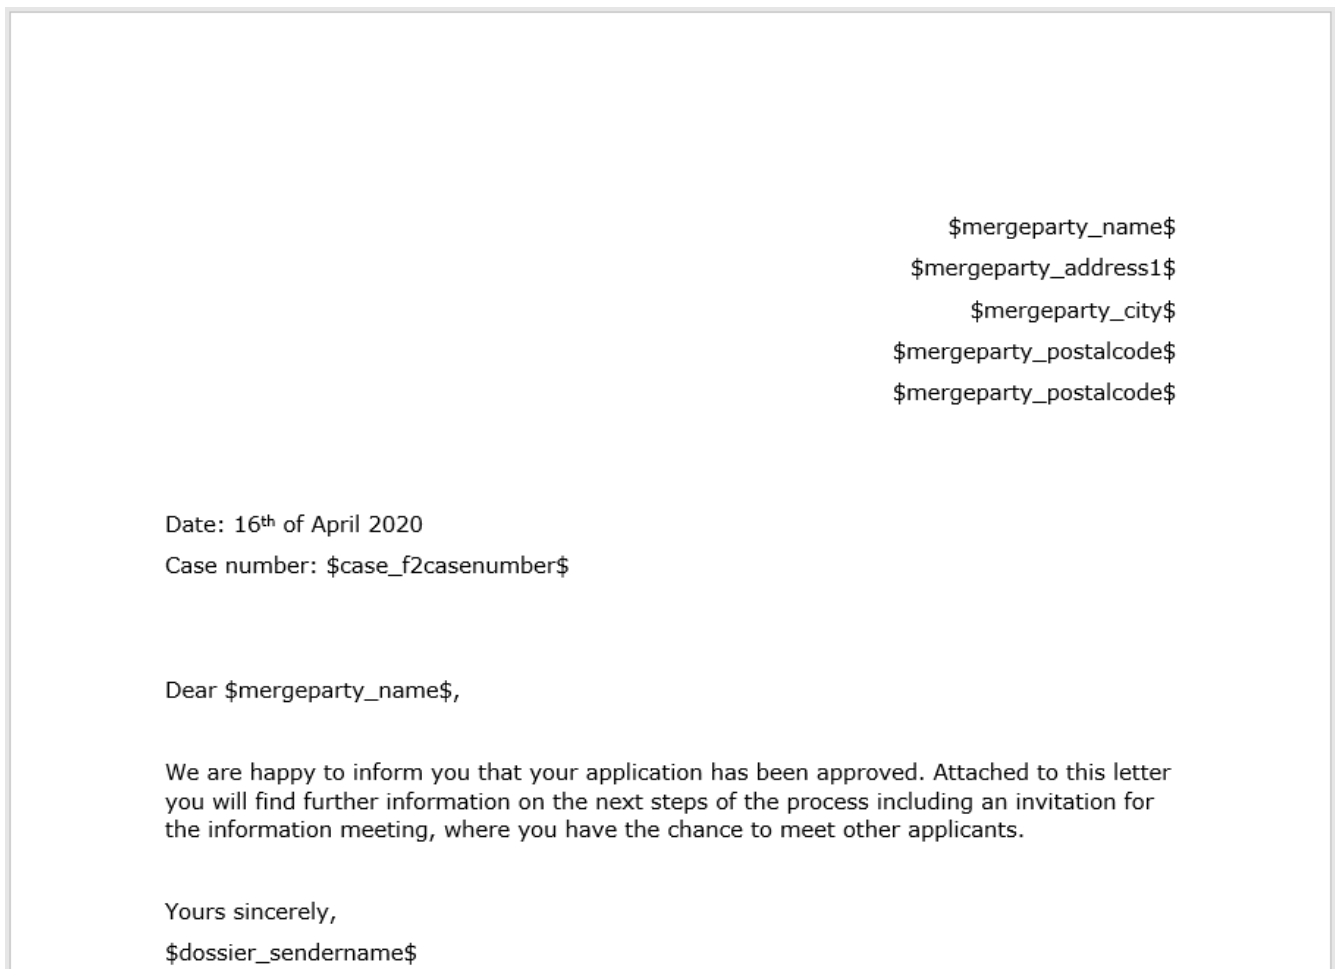 $mergeparty_name$
$mergeparty_address1$
$mergeparty_city$
$mergeparty_postalcode$
$mergeparty_postalcode$
Date: 16th of April 2020
Case number: $case_f2casenumber$
Dear $mergeparty_name$,
We are happy to inform you that your application has been approved. Attached to this letter
you will find further information on the next steps of the process including an invitation for
the information meeting, where you have the chance to meet other applicants.
Yours sincerely,
$dossier_sendername$